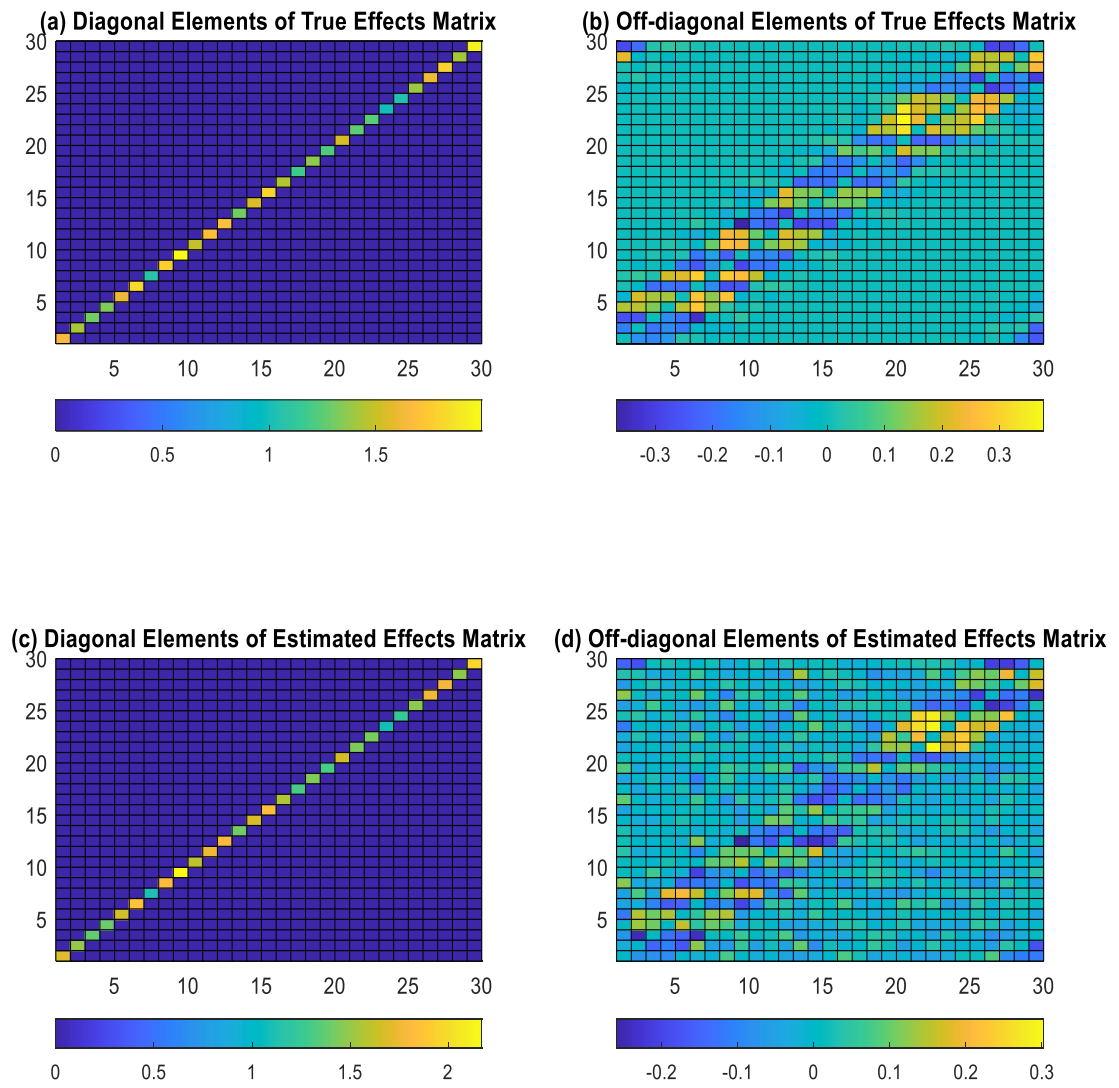 (a) Diagonal Elements of True Effects Matrix
30
25
20
15
10
5
5 10 15 20 25 30
0 0.5 1 1.5
(b) Off-diagonal Elements of True Effects Matrix
30
25
20
15
10
5
5 10 15 20 25 30
-0.3 -0.2 -0.1 0 0.1 0.2 0.3
(c) Diagonal Elements of Estimated Effects Matrix
30
25
20
15
10
5
5 10 15 20 25 30
0 0.5 1 1.5 2
(d) Off-diagonal Elements of Estimated Effects Matrix
30
25
20
15
10
5
5 10 15 20 25 30
-0.2 -0.1 0 0.1 0.2 0.3